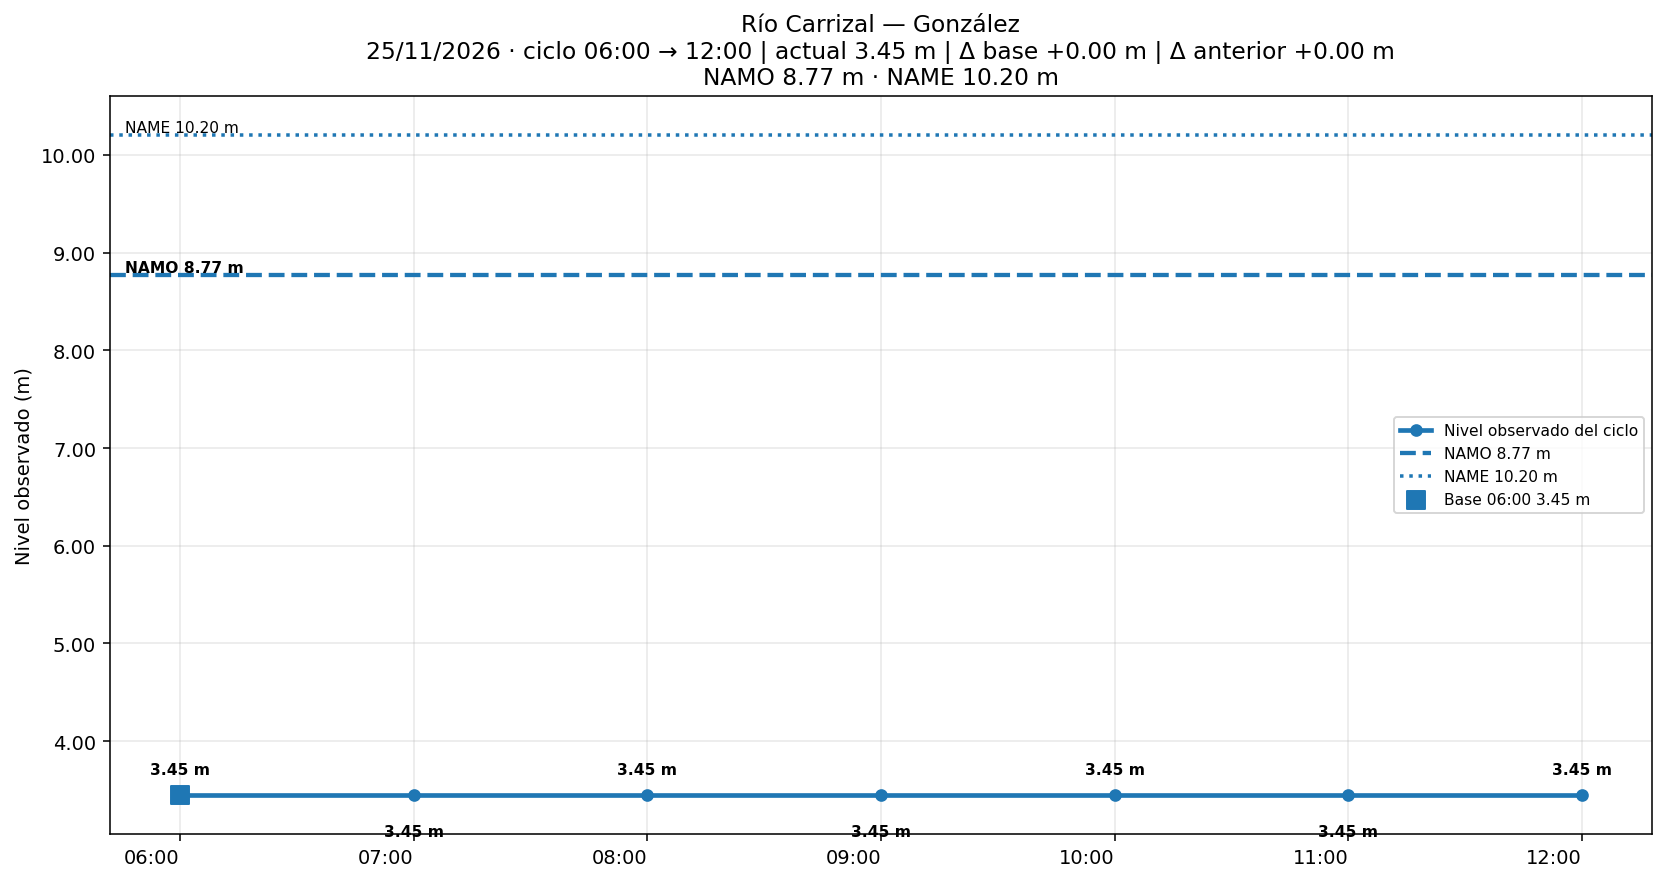 Río Carrizal — González
25/11/2026 · ciclo 06:00 → 12:00 | actual 3.45 m | Δ base +0.00 m | Δ anterior +0.00 m
NAMO 8.77 m · NAME 10.20 m
NAME 10.20 m
10.00
9.00
NAMO 8.77 m
8.00
7.00
6.00
5.00
4.00
Nivel observado (m)
Nivel observado del ciclo
NAMO 8.77 m
NAME 10.20 m
Base 06:00 3.45 m
3.45 m
3.45 m
3.45 m
3.45 m
3.45 m
3.45 m
3.45 m
06:00
07:00
08:00
09:00
10:00
11:00
12:00